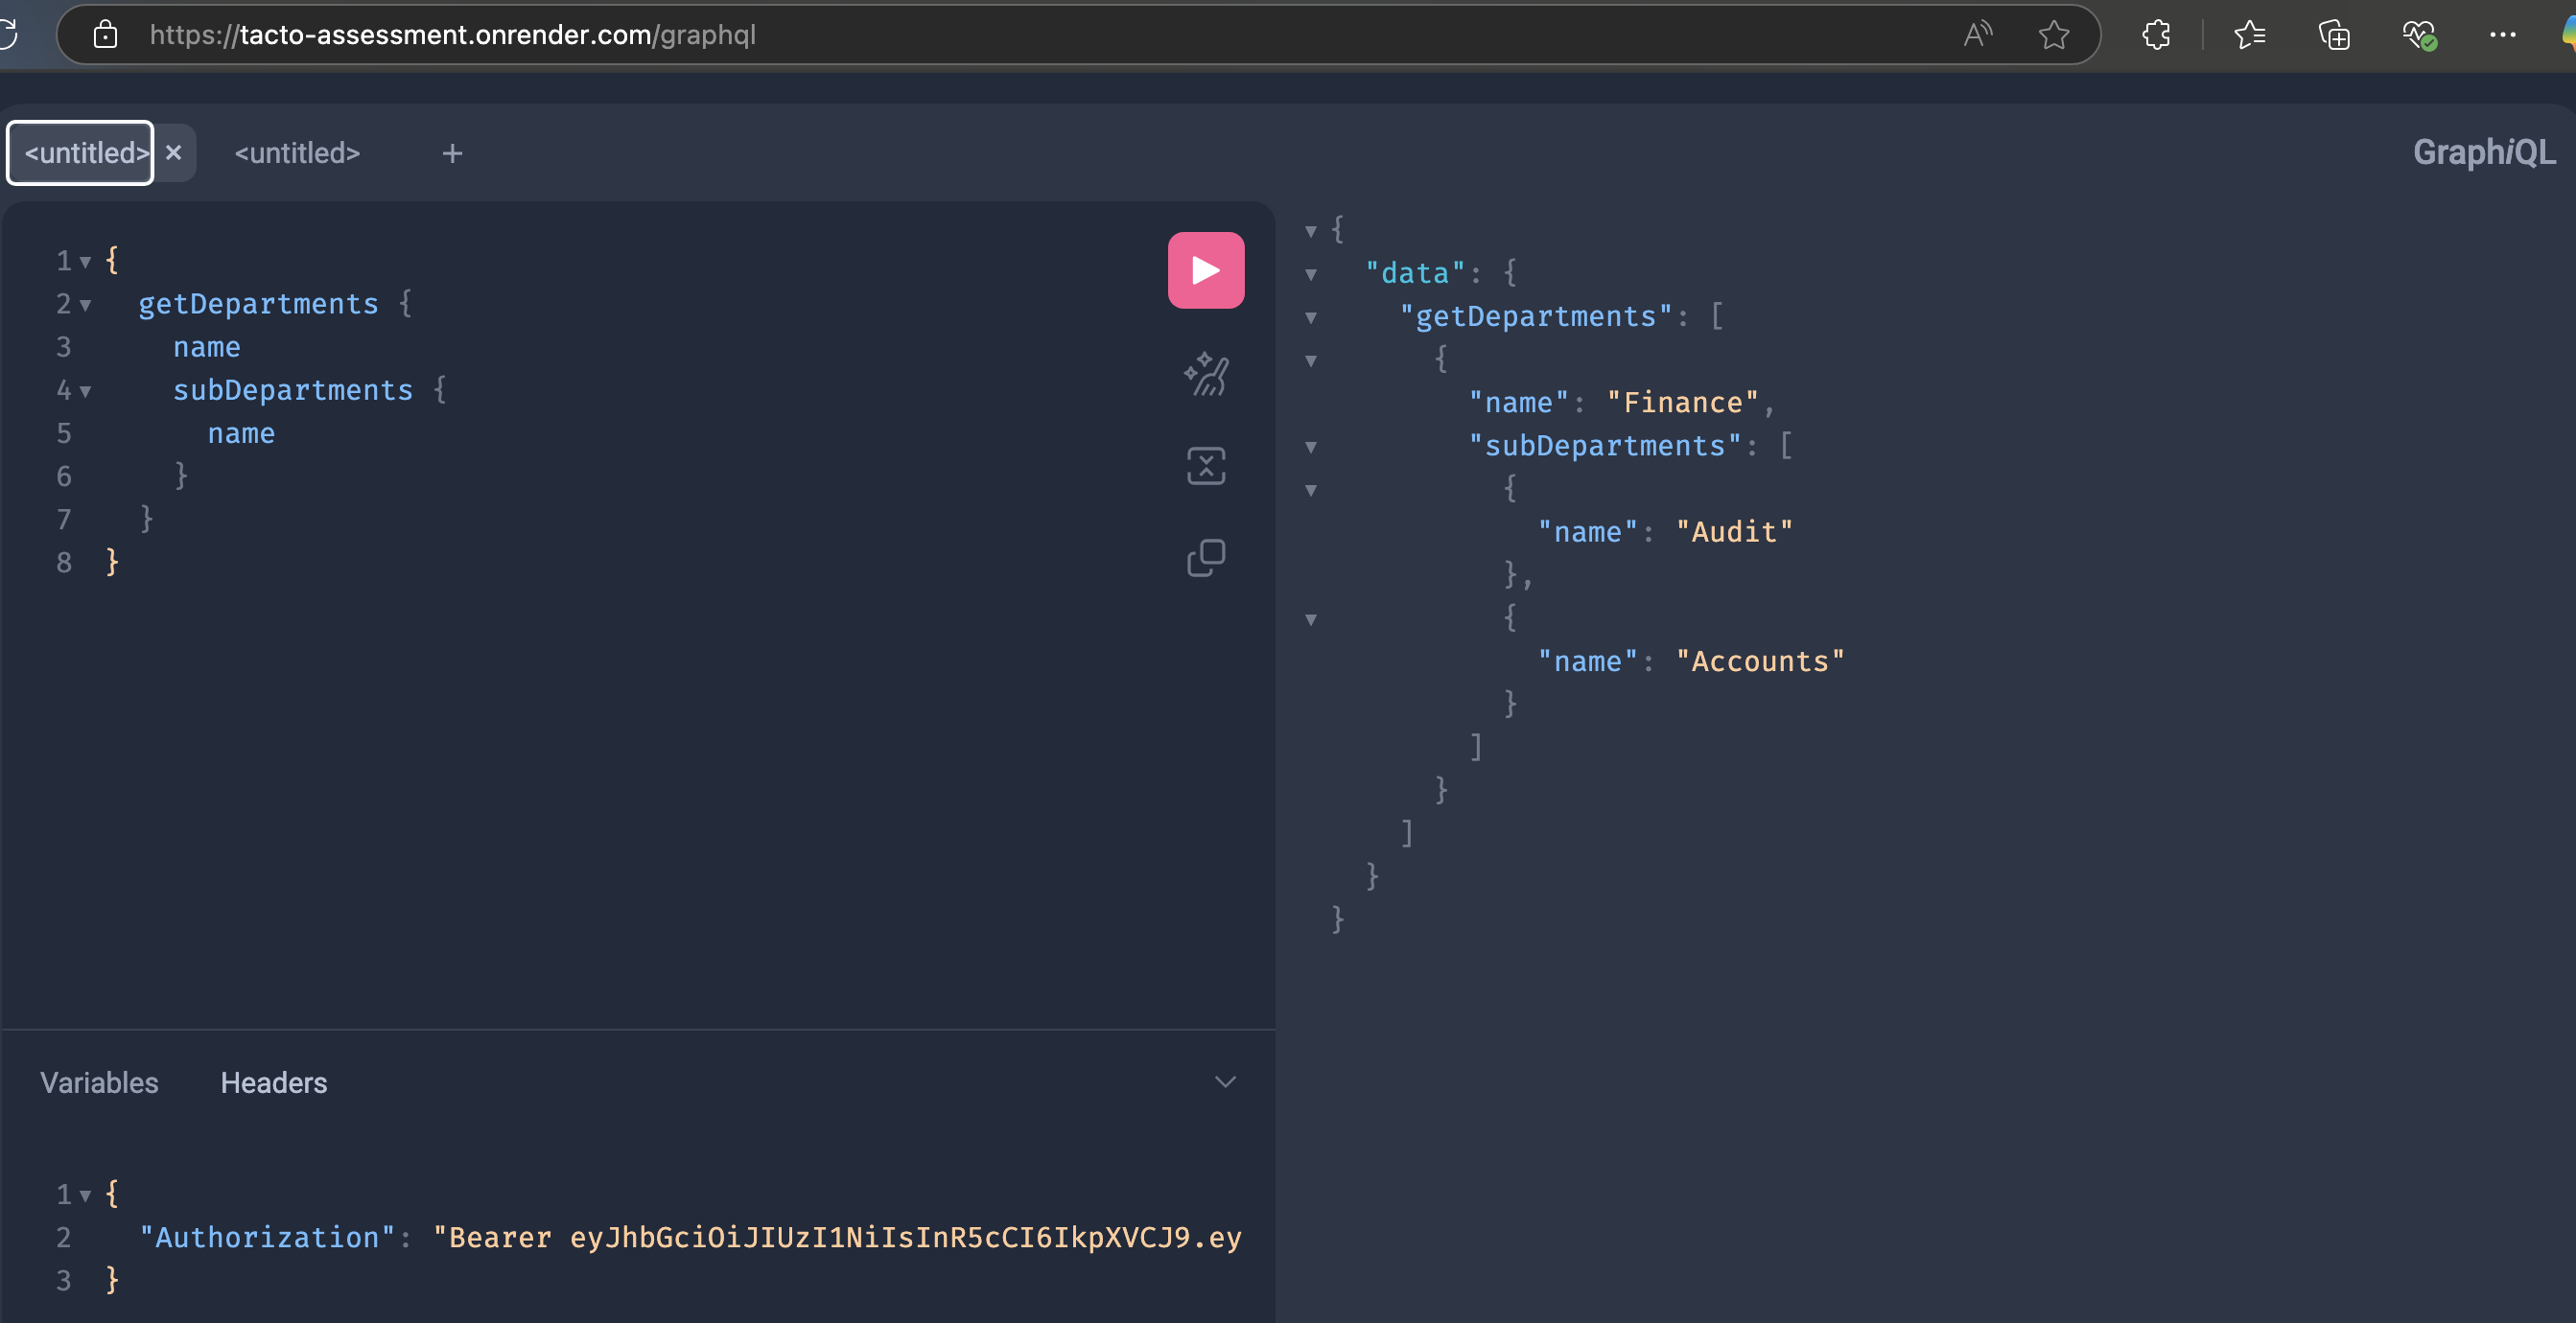 https://tacto-assessment.onrender.com/graphql
<untitled> × <untitled> +
GraphiQL
1 {
2 getDepartments {
3 name
4 subDepartments {
5 name
6 }
7 }
8 }
Variables Headers
1 {
2 "Authorization": "Bearer eyJhbGciOiJIUzI1NiIsInR5cCI6IkpXVCJ9.ey
3 }
{
"data": {
"getDepartments": [
{
"name": "Finance",
"subDepartments": [
{
"name": "Audit"
},
{
"name": "Accounts"
}
]
}
]
}
}